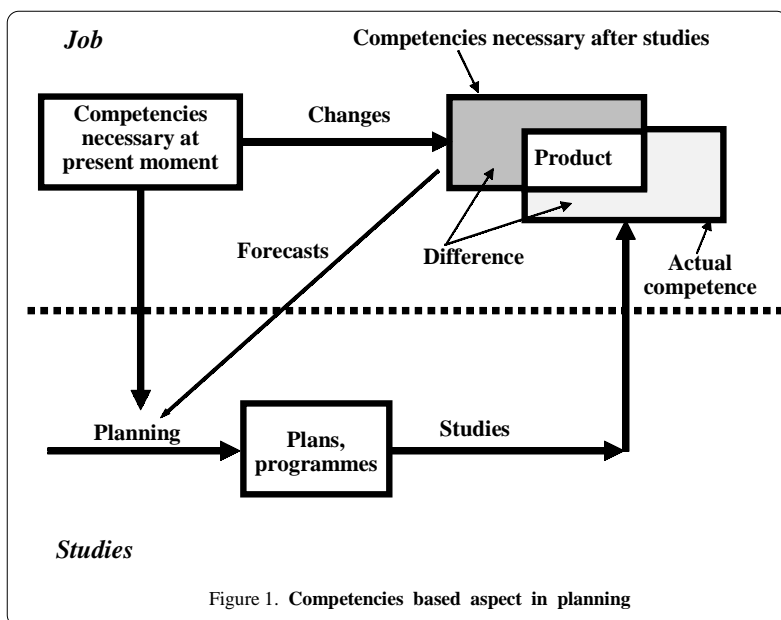 Job
Competencies necessary after studies
Competencies
necessary at
present moment
Changes
Product
Forecasts
Difference
Actual
competence
Planning
Plans,
programmes
Studies
Studies
Figure 1. Competencies based aspect in planning